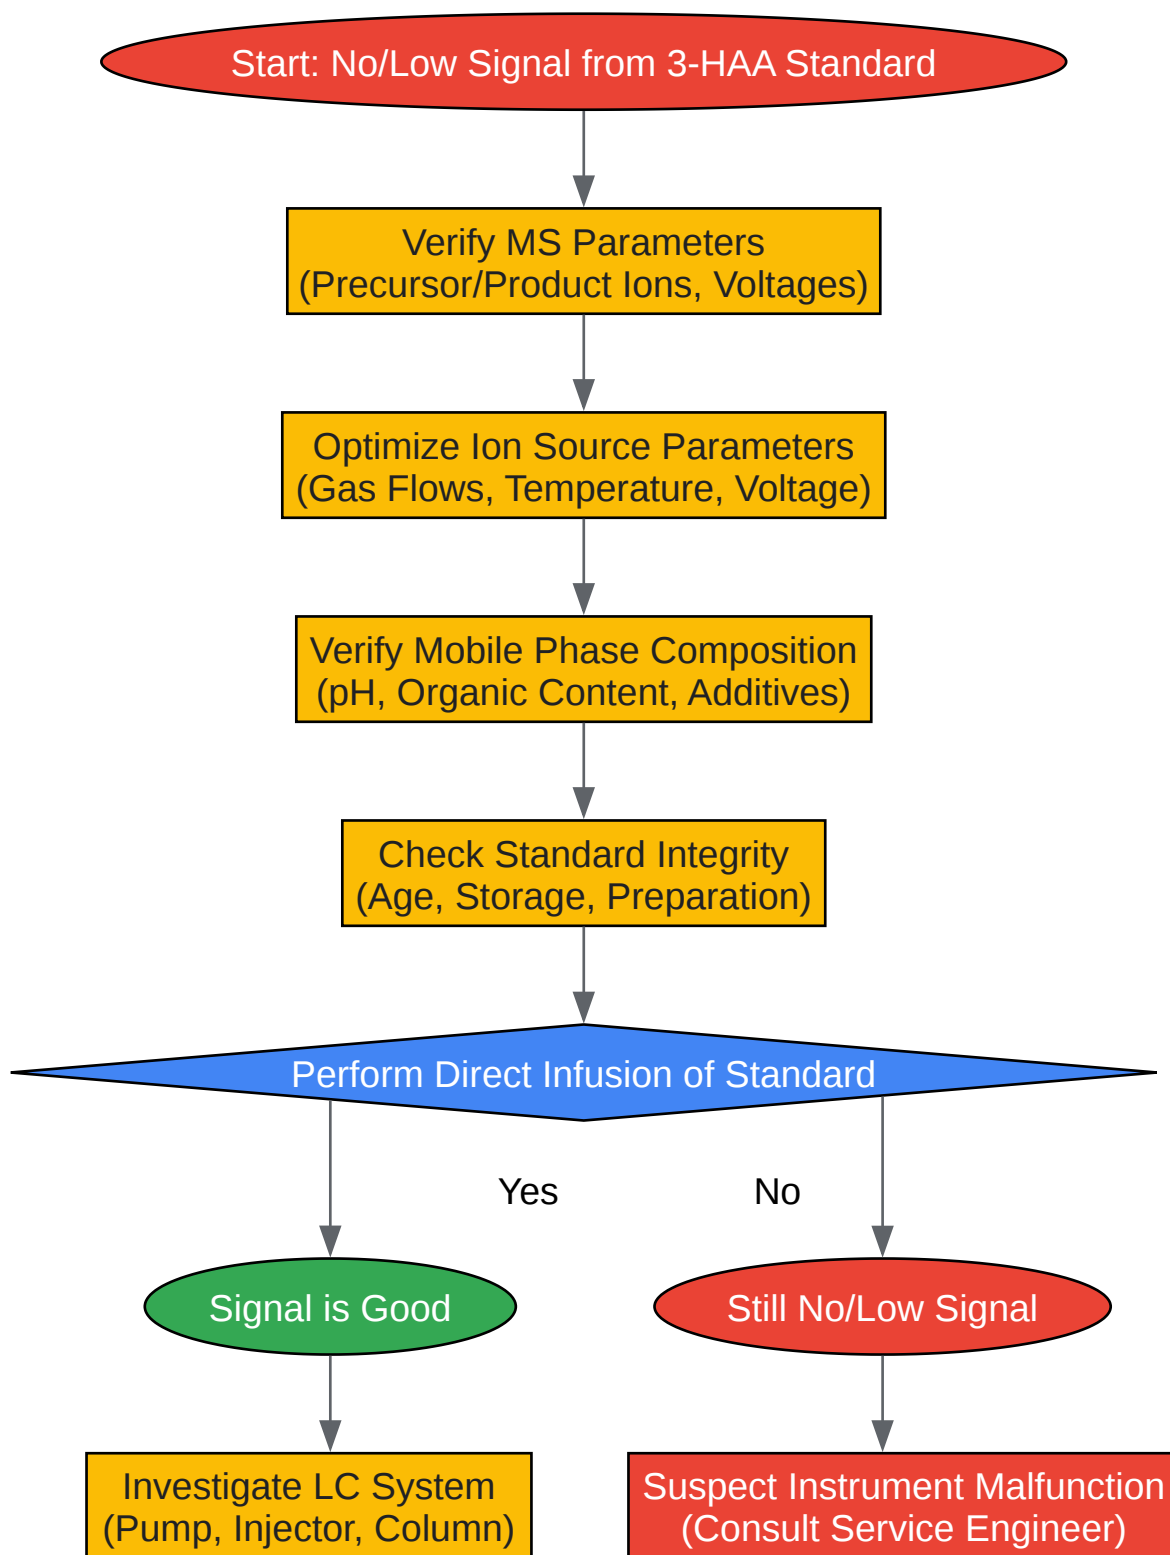 Start: No/Low Signal from 3-HAA Standard
Verify MS Parameters
(Precursor/Product Ions, Voltages)
Optimize Ion Source Parameters
(Gas Flows, Temperature, Voltage)
Verify Mobile Phase Composition
(pH, Organic Content, Additives)
Check Standard Integrity
(Age, Storage, Preparation)
Perform Direct Infusion of Standard
Yes
No
Signal is Good
Still No/Low Signal
Investigate LC System
(Pump, Injector, Column)
Suspect Instrument Malfunction
(Consult Service Engineer)